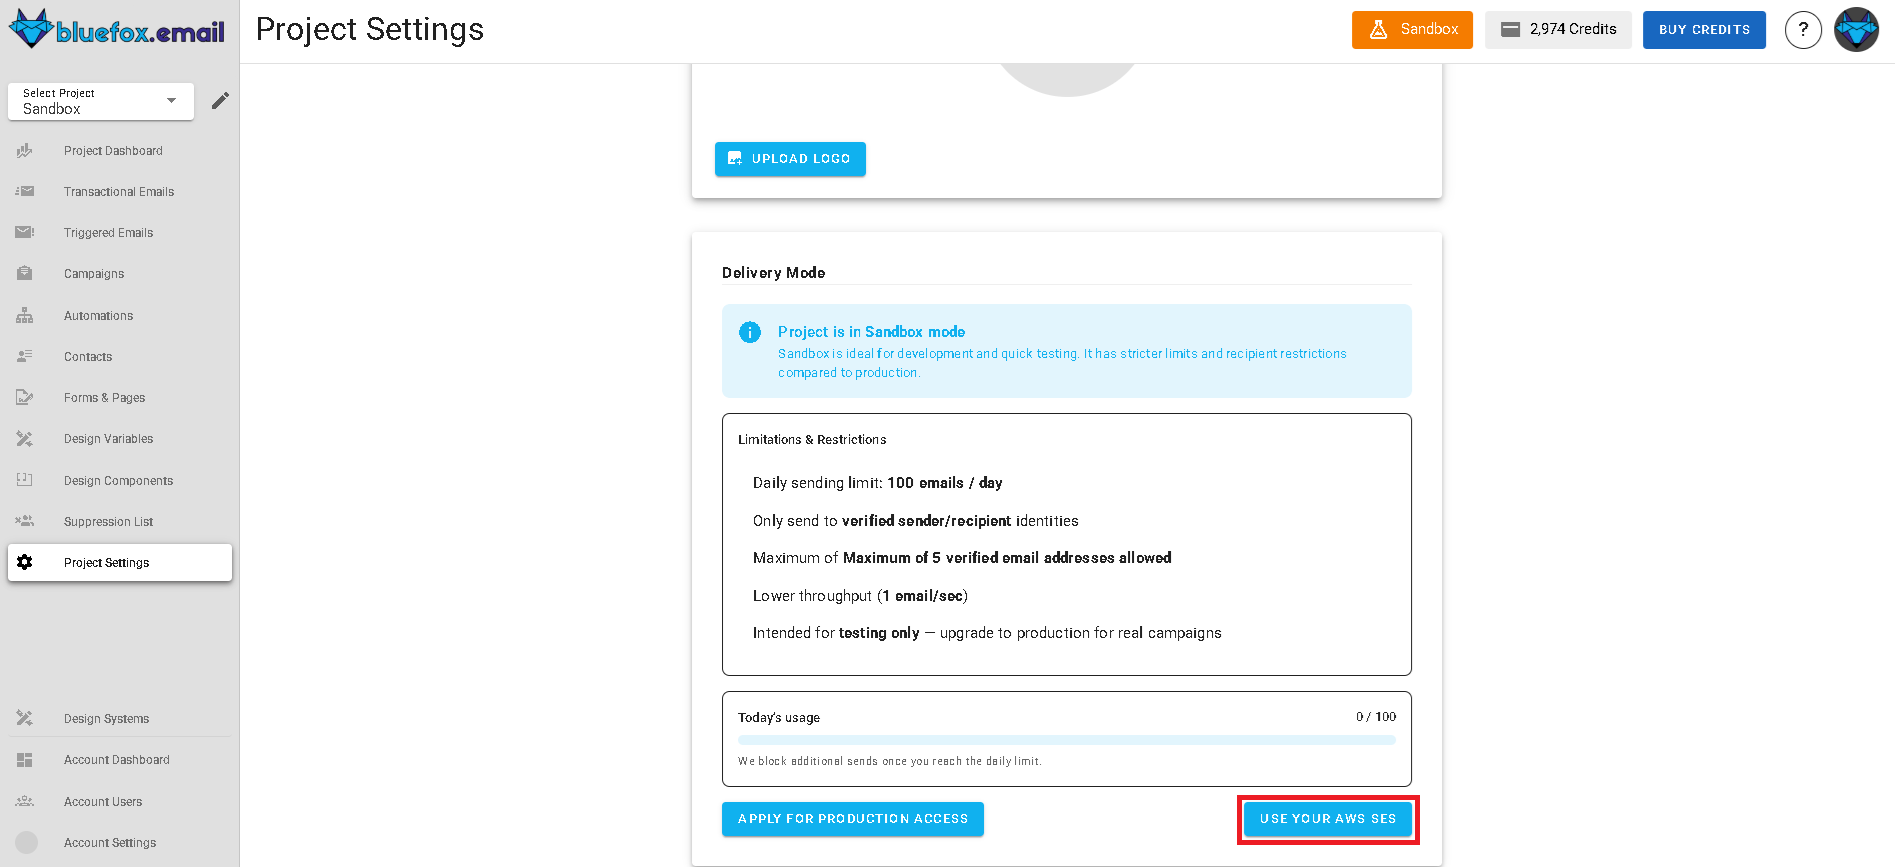 bluefox.email
Project Settings
Sandbox
2,974 Credits
BUY CREDITS
?
Select Project
Sandbox
Project Dashboard
Transactional Emails
Triggered Emails
Campaigns
Automations
Contacts
Forms & Pages
Design Variables
Design Components
Suppression List
Project Settings
Design Systems
Account Dashboard
Account Users
Account Settings
UPLOAD LOGO
Delivery Mode
Project is in Sandbox mode
Sandbox is ideal for development and quick testing. It has stricter limits and recipient restrictions
compared to production.
Limitations & Restrictions
Daily sending limit: 100 emails / day
Only send to verified sender/recipient identities
Maximum of Maximum of 5 verified email addresses allowed
Lower throughput (1 email/sec)
Intended for testing only — upgrade to production for real campaigns
Today's usage
0 / 100
We block additional sends once you reach the daily limit.
APPLY FOR PRODUCTION ACCESS
USE YOUR AWS SES